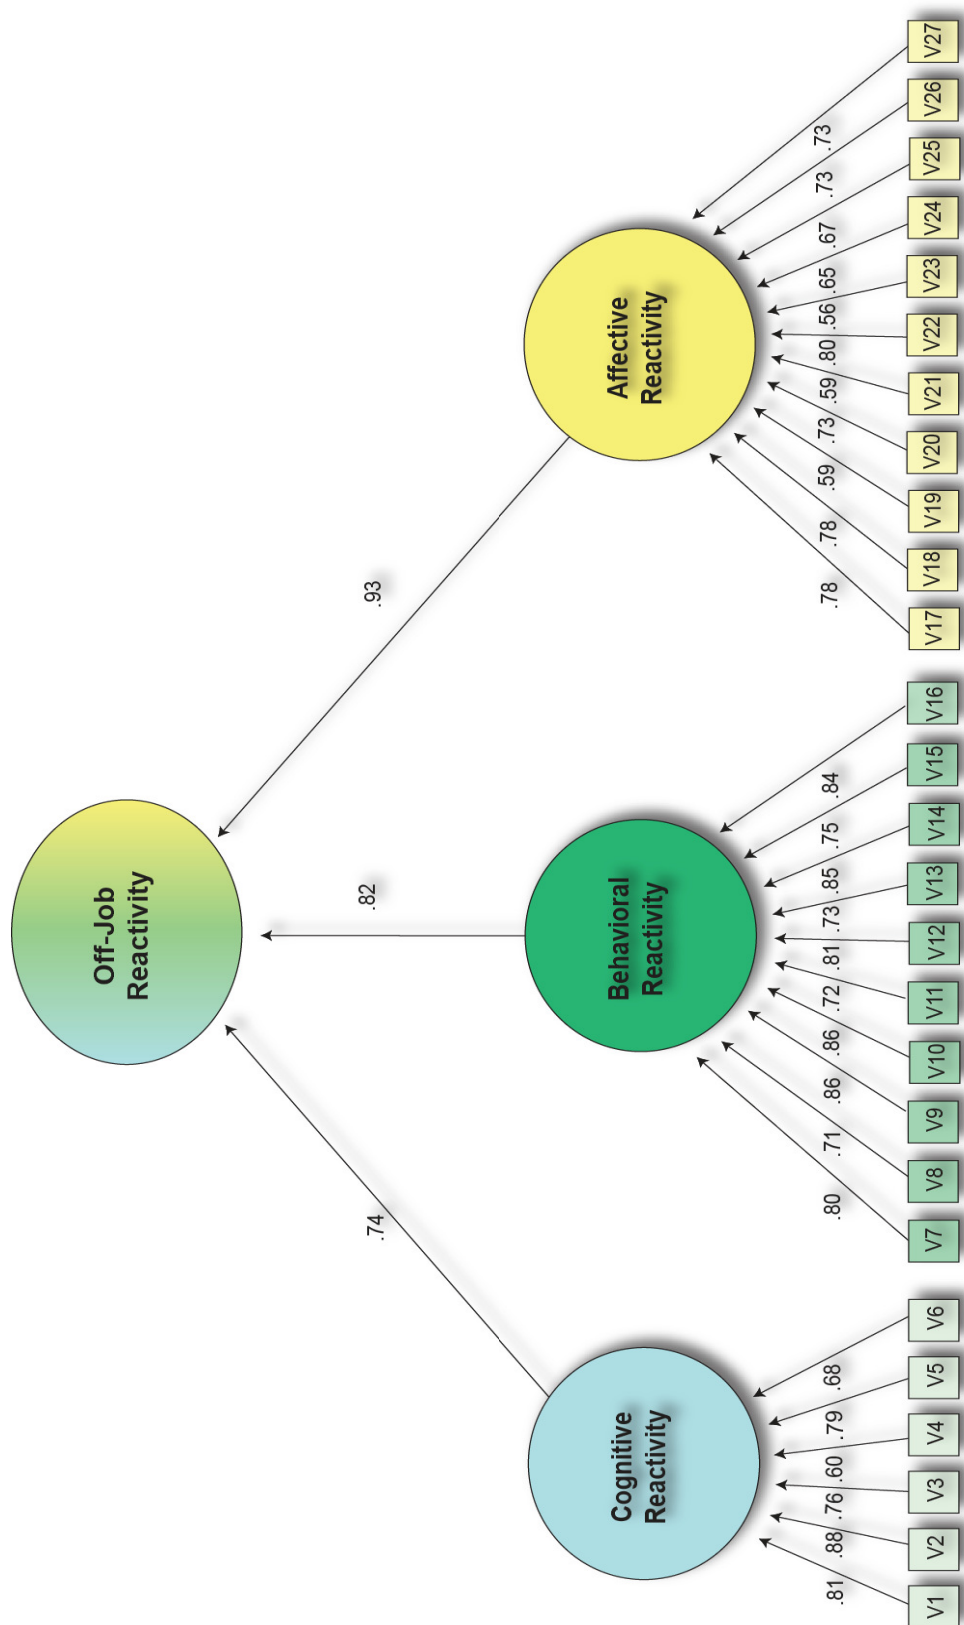 Off-Job
Reactivity
.74
.82
.93
Cognitive
Reactivity
Behavioral
Reactivity
Affective
Reactivity
.81
.88
.76
.60
.79
.68
.80
.71
.86
.86
.72
.81
.73
.85
.75
.84
.78
.78
.59
.73
.59
.80
.56
.65
.67
.73
.73
V1
V2
V3
V4
V5
V6
V7
V8
V9
V10
V11
V12
V13
V14
V15
V16
V17
V18
V19
V20
V21
V22
V23
V24
V25
V26
V27